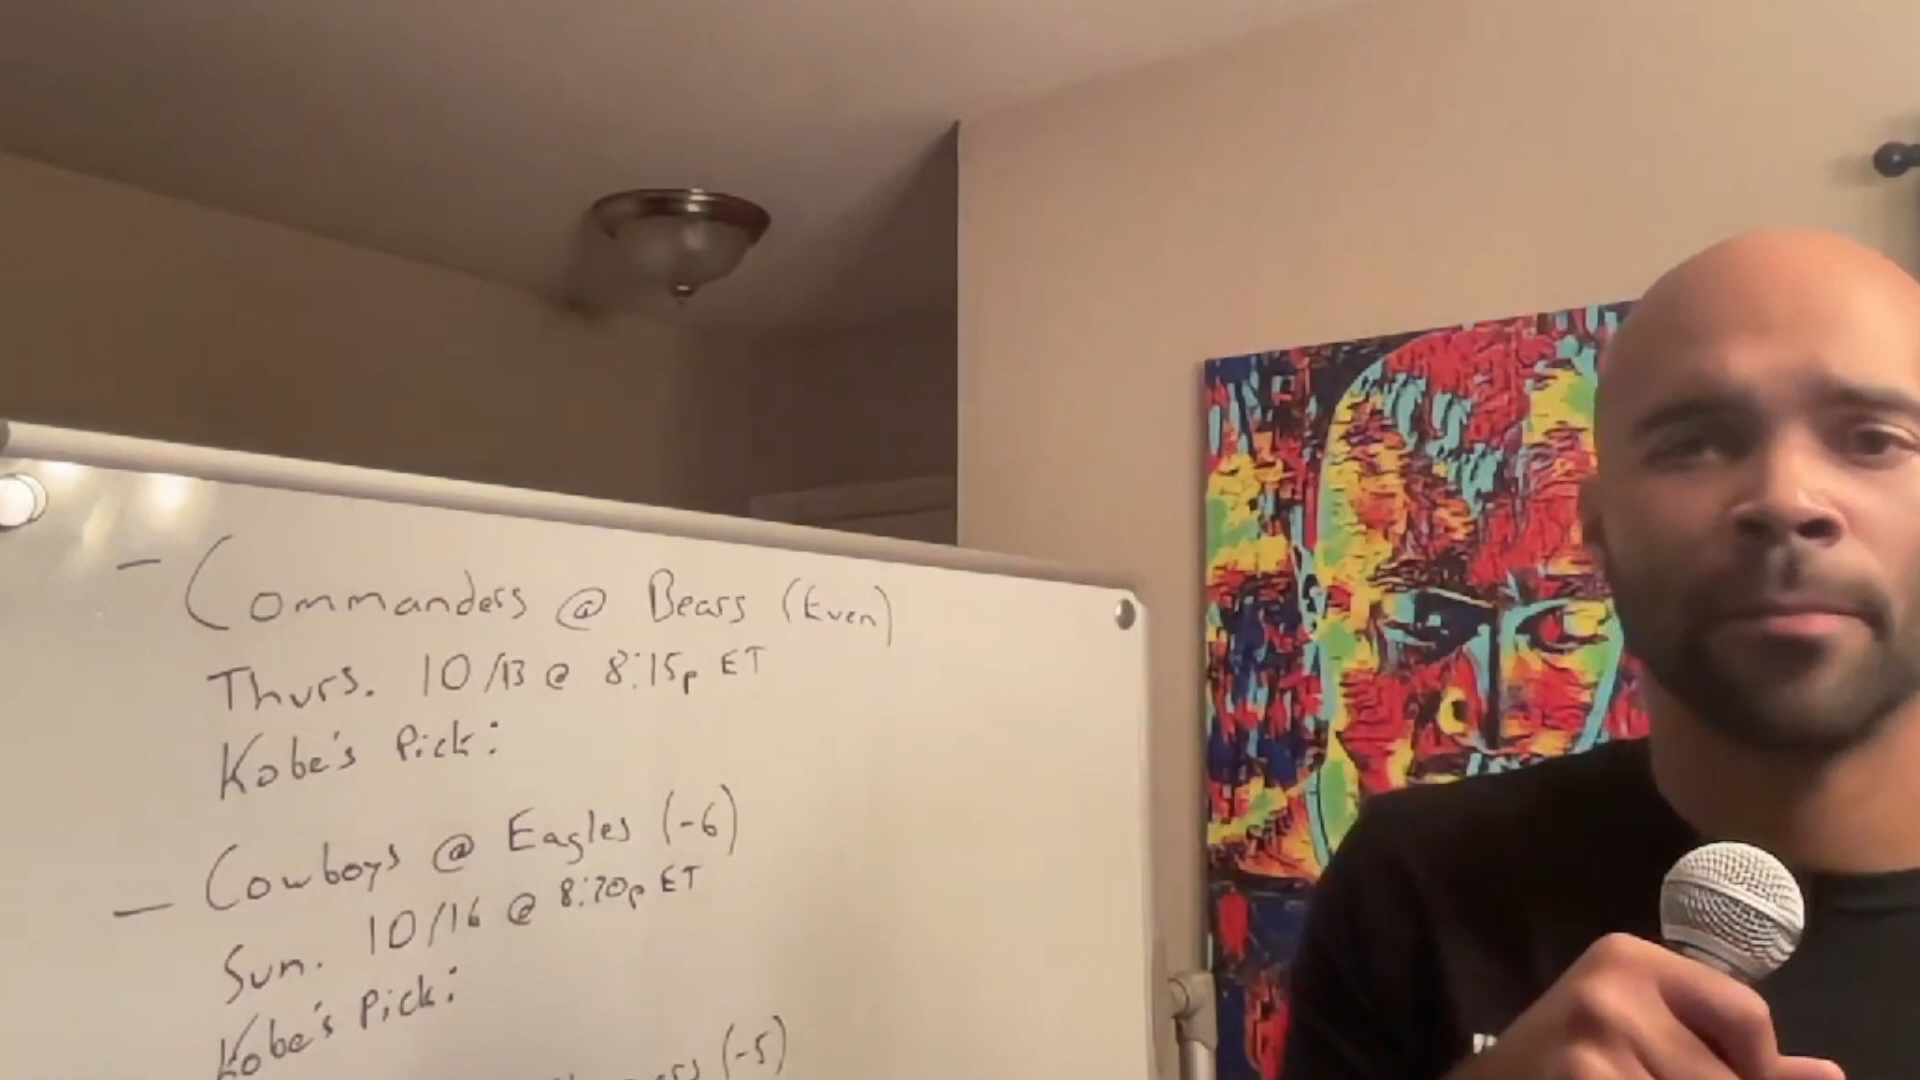 - Commanders @ Bears (Even)
Thurs. 10/13 @ 8:15p ET
Kobe's Pick:
- Cowboys @ Eagles (-6)
Sun. 10/16 @ 8:20p ET
Kobe's Pick:
(-5)